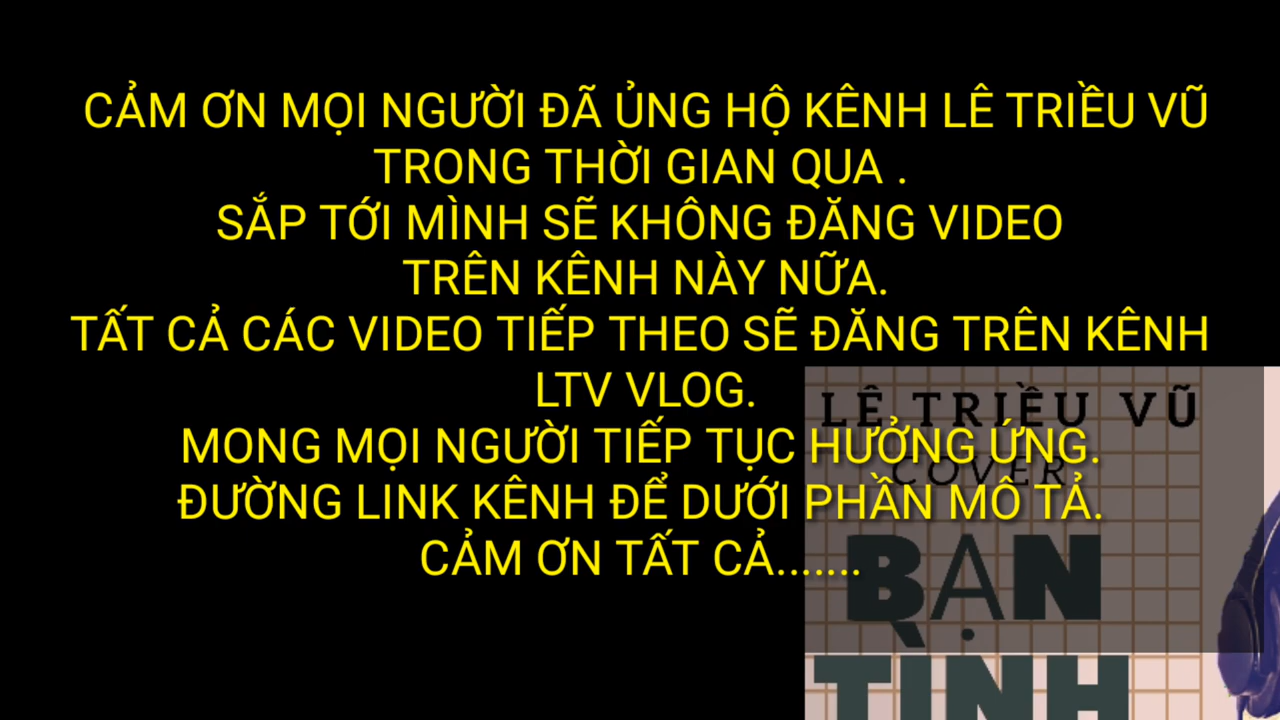 CẢM ƠN MỌI NGƯỜI ĐÃ ỦNG HỘ KÊNH LÊ TRIỀU VŨ
TRONG THỜI GIAN QUA .
SẮP TỚI MÌNH SẼ KHÔNG ĐĂNG VIDEO
TRÊN KÊNH NÀY NỮA.
TẤT CẢ CÁC VIDEO TIẾP THEO SẼ ĐĂNG TRÊN KÊNH
LTV VLOG.
MONG MỌI NGƯỜI TIẾP TỤC HƯỞNG ỨNG.
ĐƯỜNG LINK KÊNH ĐỂ DƯỚI PHẦN MÔ TẢ.
CẢM ƠN TẤT CẢ.......
LÊ TRIỀU VŨ
COVER
BẠN
TÌNH